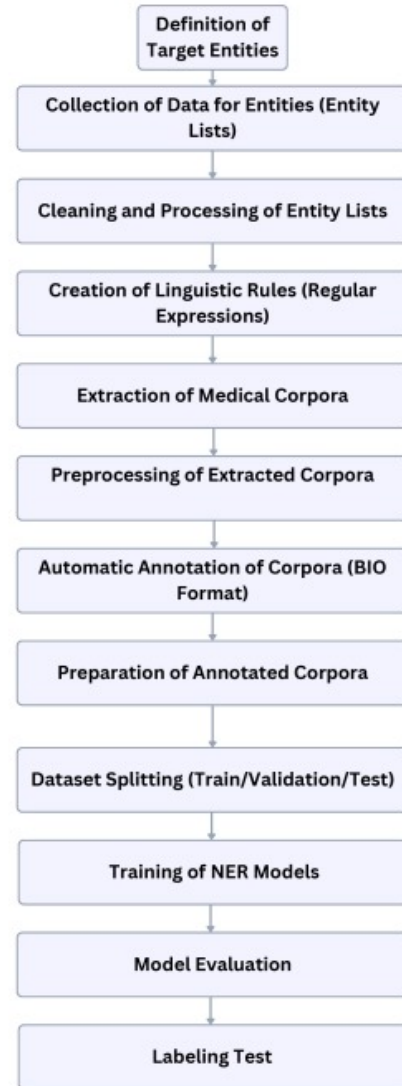 Definition of
Target Entities
Collection of Data for Entities (Entity
Lists)
Cleaning and Processing of Entity Lists
Creation of Linguistic Rules (Regular
Expressions)
Extraction of Medical Corpora
Preprocessing of Extracted Corpora
Automatic Annotation of Corpora (BIO
Format)
Preparation of Annotated Corpora
Dataset Splitting (Train/Validation/Test)
Training of NER Models
Model Evaluation
Labeling Test